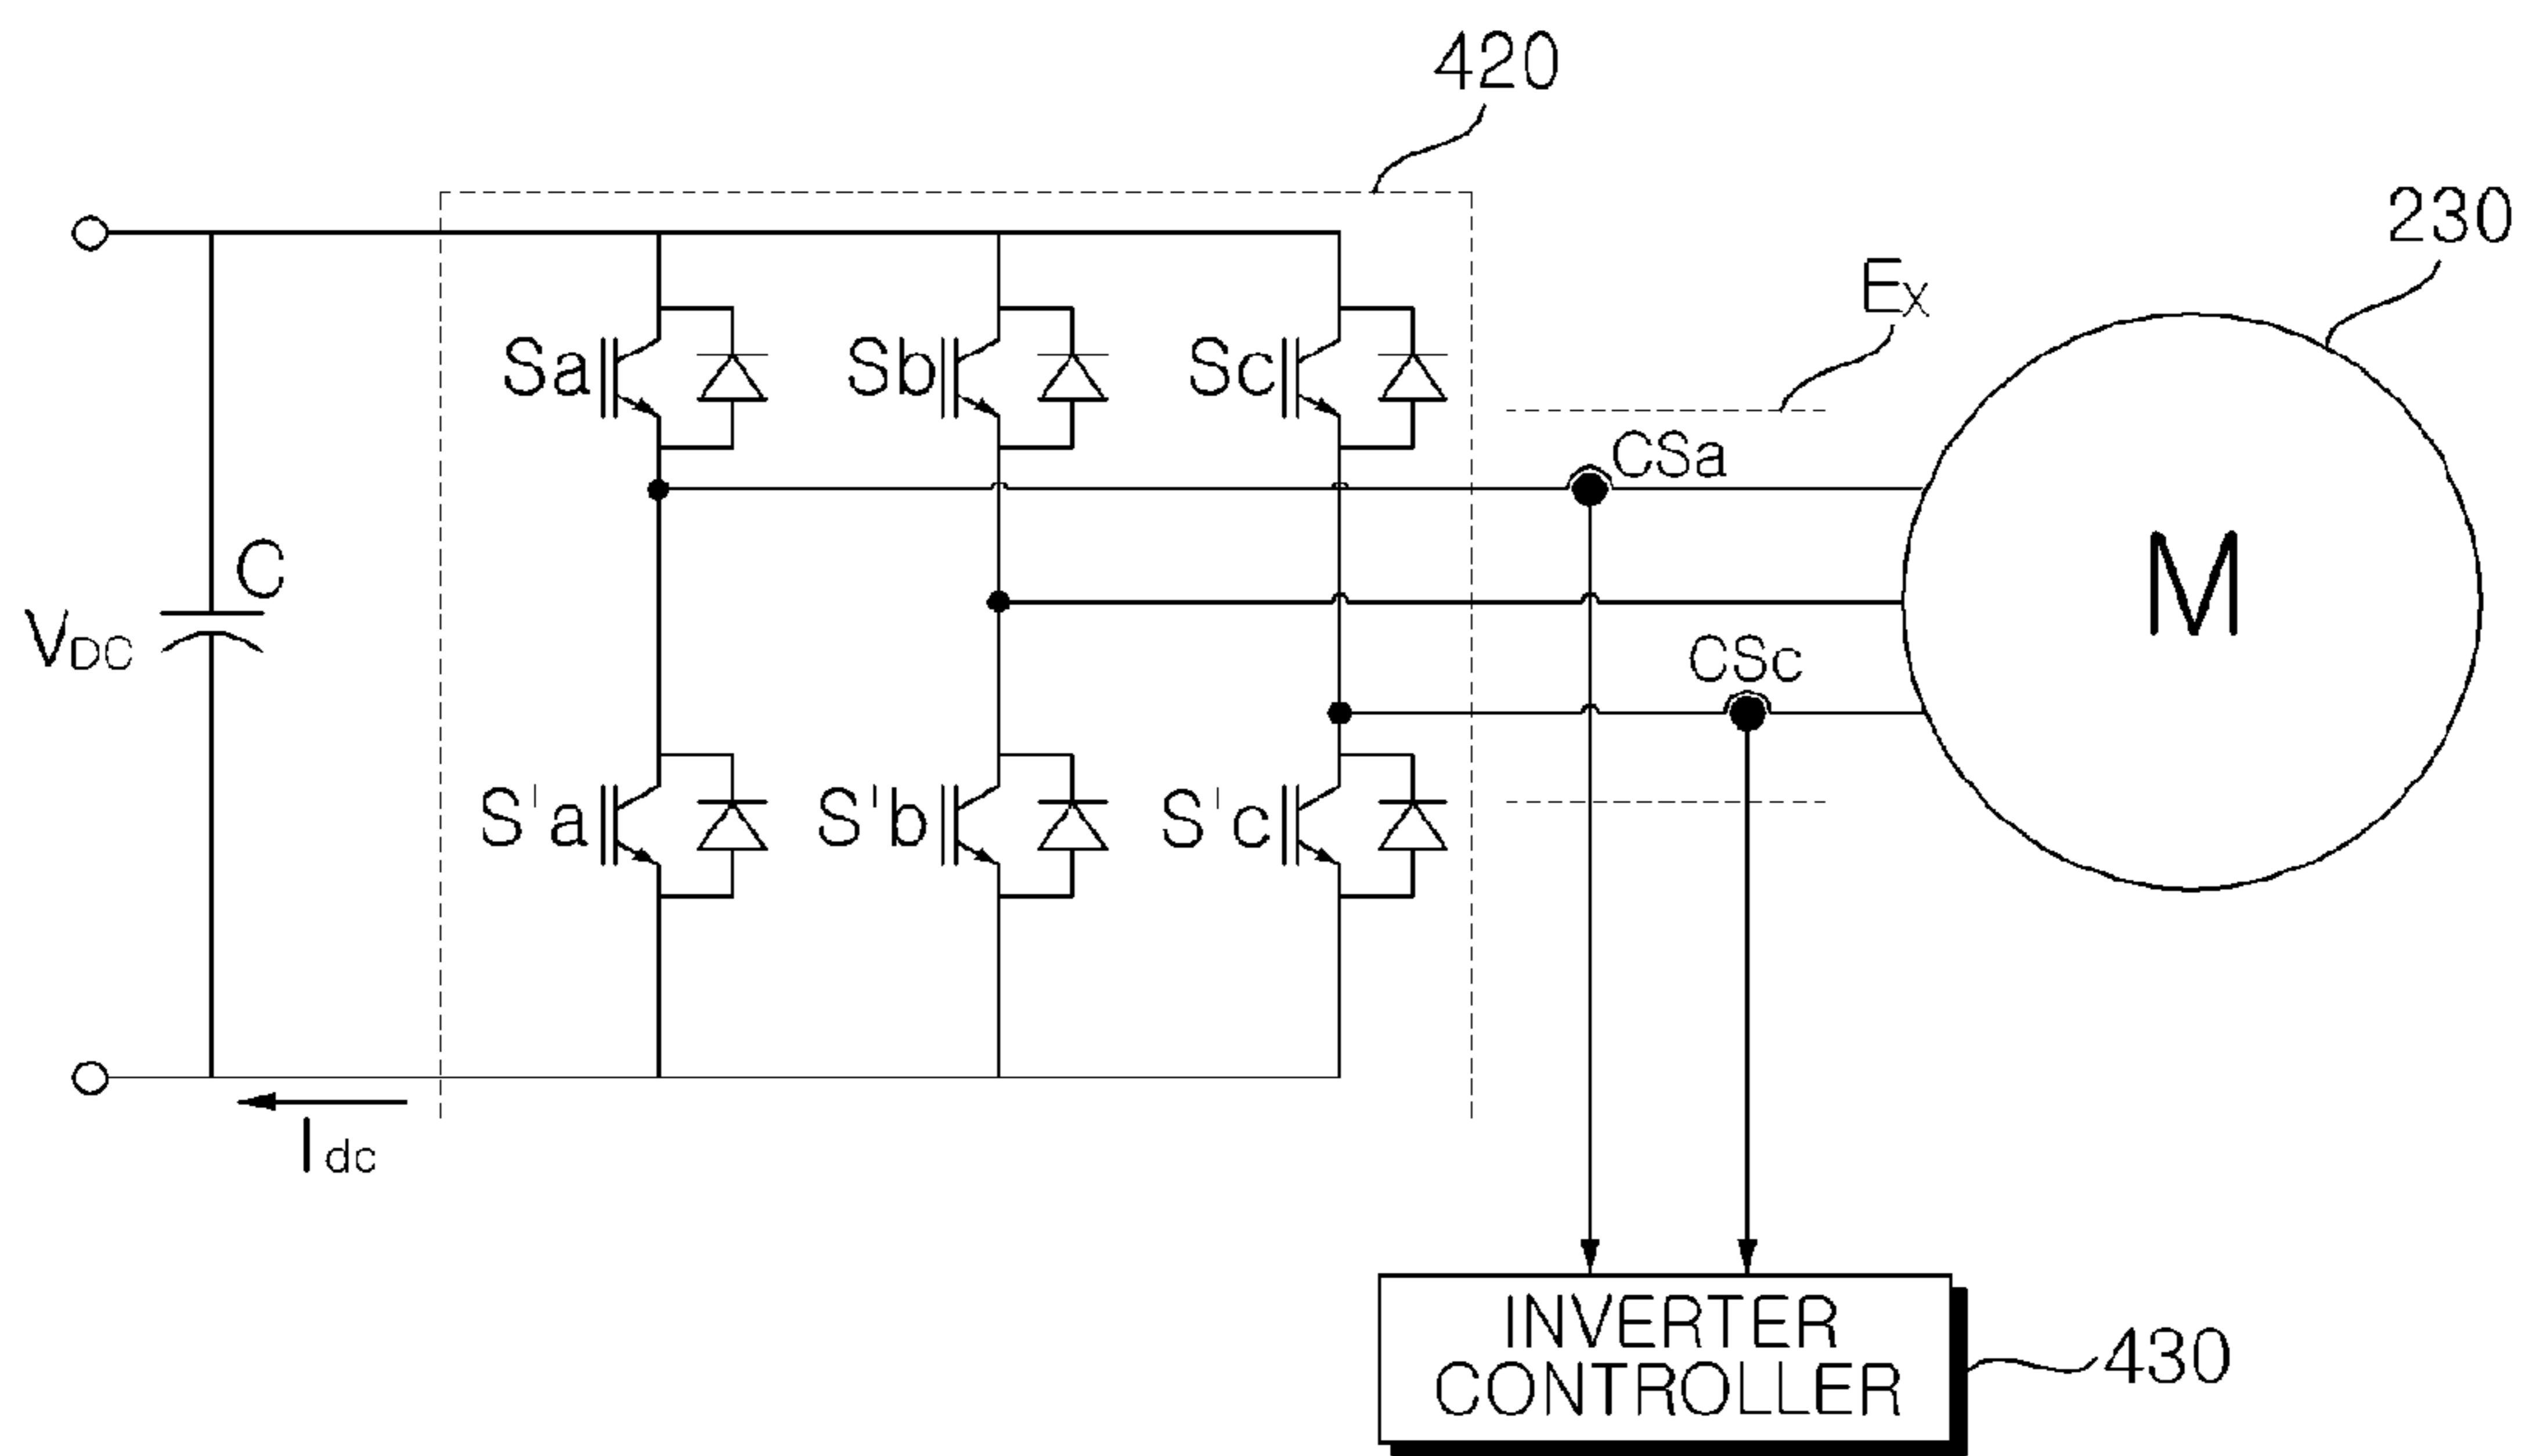 420
230
Ex
Sa
Sb
Sc
CSa
C
VDC
M
CSc
S'a
S'b
S'c
Idc
INVERTER
CONTROLLER
430